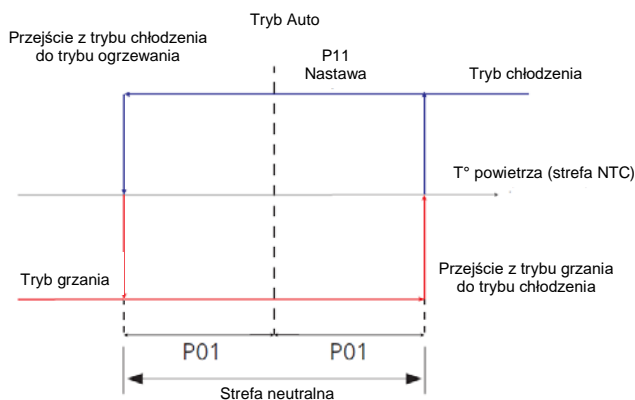 Tryb Auto
Przejście z trybu chłodzenia
do trybu ogrzewania
P11
Nastawa
Tryb chłodzenia
T° powietrza (strefa NTC)
Tryb grzania
Przejście z trybu grzania
do trybu chłodzenia
P01
P01
Strefa neutralna